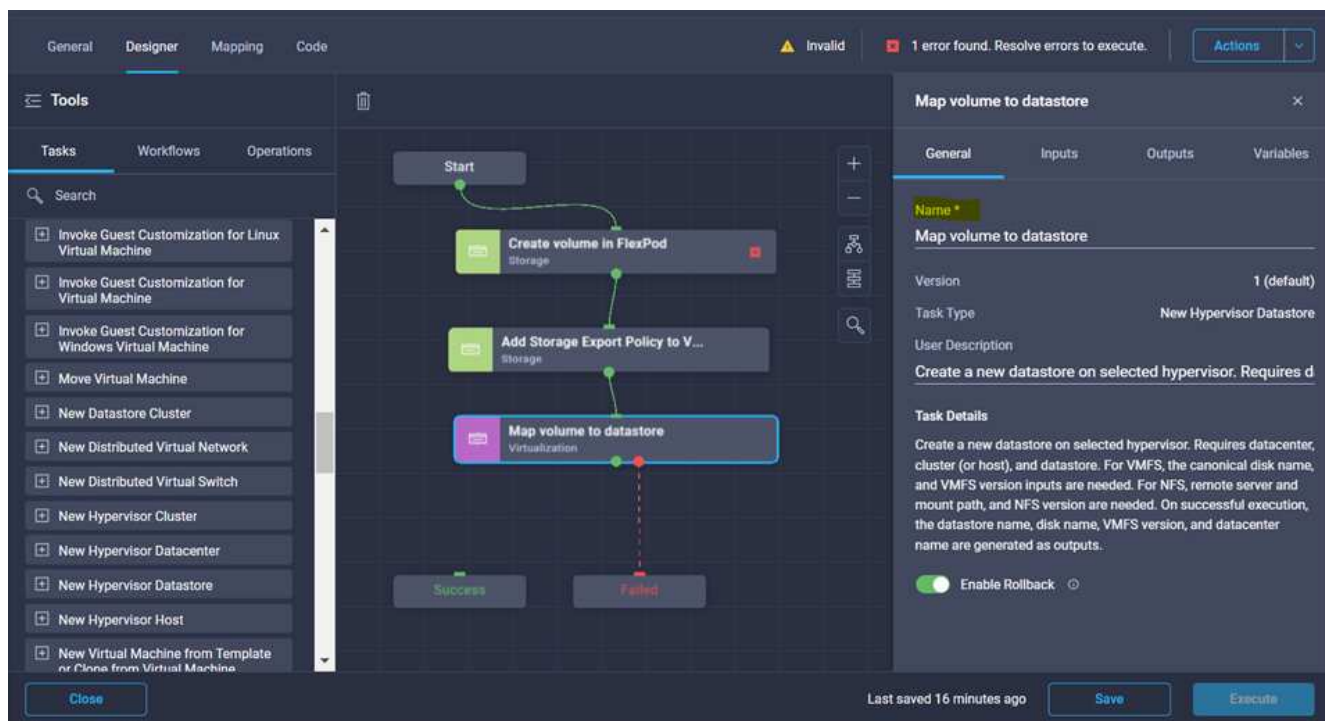 General Designer Mapping Code
Invalid
1 error found. Resolve errors to execute.
Actions
Tools
Tasks Workflows Operations
Search
Invoke Guest Customization for Linux
Virtual Machine
Invoke Guest Customization for
Virtual Machine
Invoke Guest Customization for
Windows Virtual Machine
Move Virtual Machine
New Datastore Cluster
New Distributed Virtual Network
New Distributed Virtual Switch
New Hypervisor Cluster
New Hypervisor Datacenter
New Hypervisor Datastore
New Hypervisor Host
New Virtual Machine from Template
or Clone from Virtual Machine
Start
Create volume in FlexPod
Storage
Add Storage Export Policy to V...
Storage
Map volume to datastore
Virtualization
Success
Failed
Map volume to datastore
General Inputs Outputs Variables
Name *
Map volume to datastore
Version 1 (default)
Task Type New Hypervisor Datastore
User Description
Create a new datastore on selected hypervisor. Requires d
Task Details
Create a new datastore on selected hypervisor. Requires datacenter,
cluster (or host), and datastore. For VMFS, the canonical disk name,
and VMFS version inputs are needed. For NFS, remote server and
mount path, and NFS version are needed. On successful execution,
the datastore name, disk name, VMFS version, and datacenter
name are generated as outputs.
Enable Rollback
Close
Last saved 16 minutes ago
Save
Execute